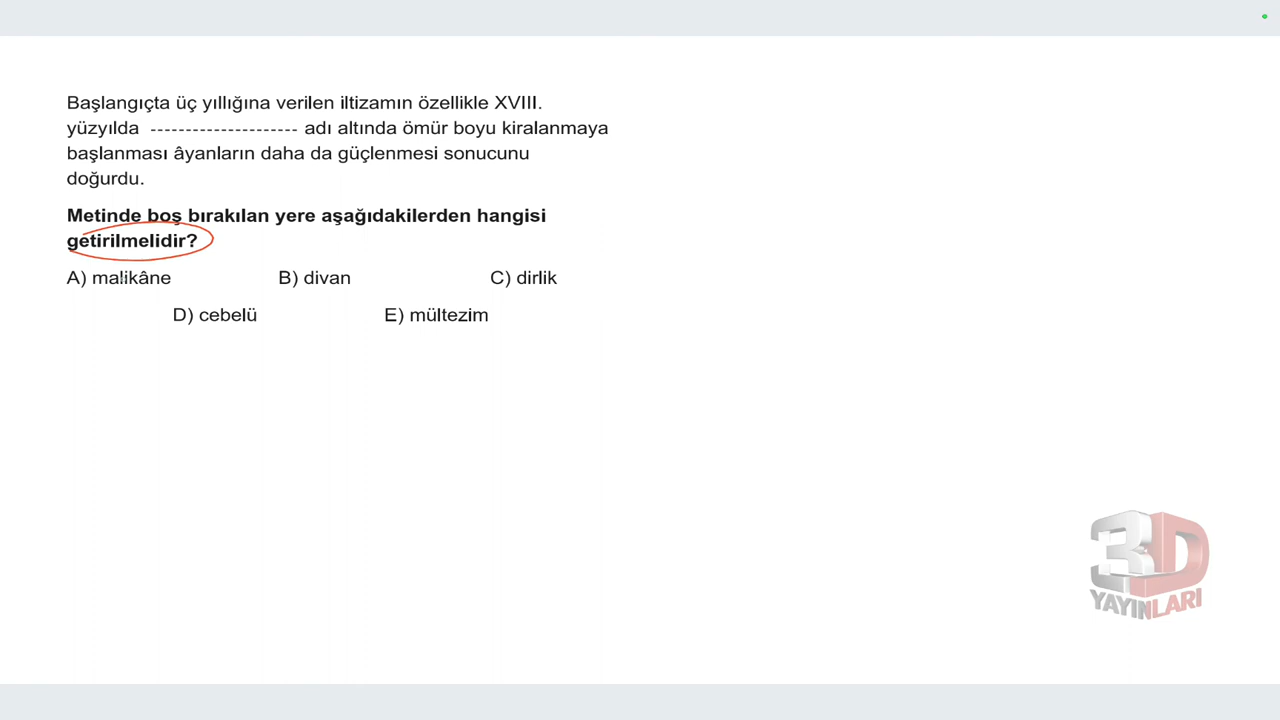 Başlangıçta üç yıllığına verilen iltizamın özellikle XVIII.
yüzyılda --------------------- adı altında ömür boyu kiralanmaya
başlanması âyanların daha da güçlenmesi sonucunu
doğurdu.
Metinde boş bırakılan yere aşağıdakilerden hangisi
getirilmelidir?
A) malikâne B) divan C) dirlik
D) cebelü E) mültezim
3D
YAYINLARI